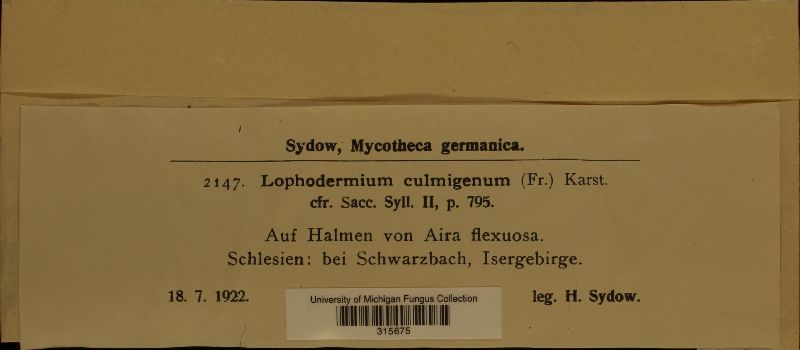 Sydow, Mycotheca germanica.
2147. Lophodermium culmigenum (Fr.) Karst.
cfr. Sacc. Syll. II, p. 795.
Auf Halmen von Aira flexuosa.
Schlesien: bei Schwarzbach, Isergebirge.
18. 7. 1922. leg. H. Sydow.
University of Michigan Fungus Collection
315675